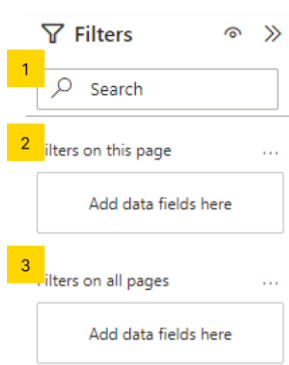 Filters
1
Search
2
ilters on this page
...
Add data fields here
3
ilters on all pages
...
Add data fields here